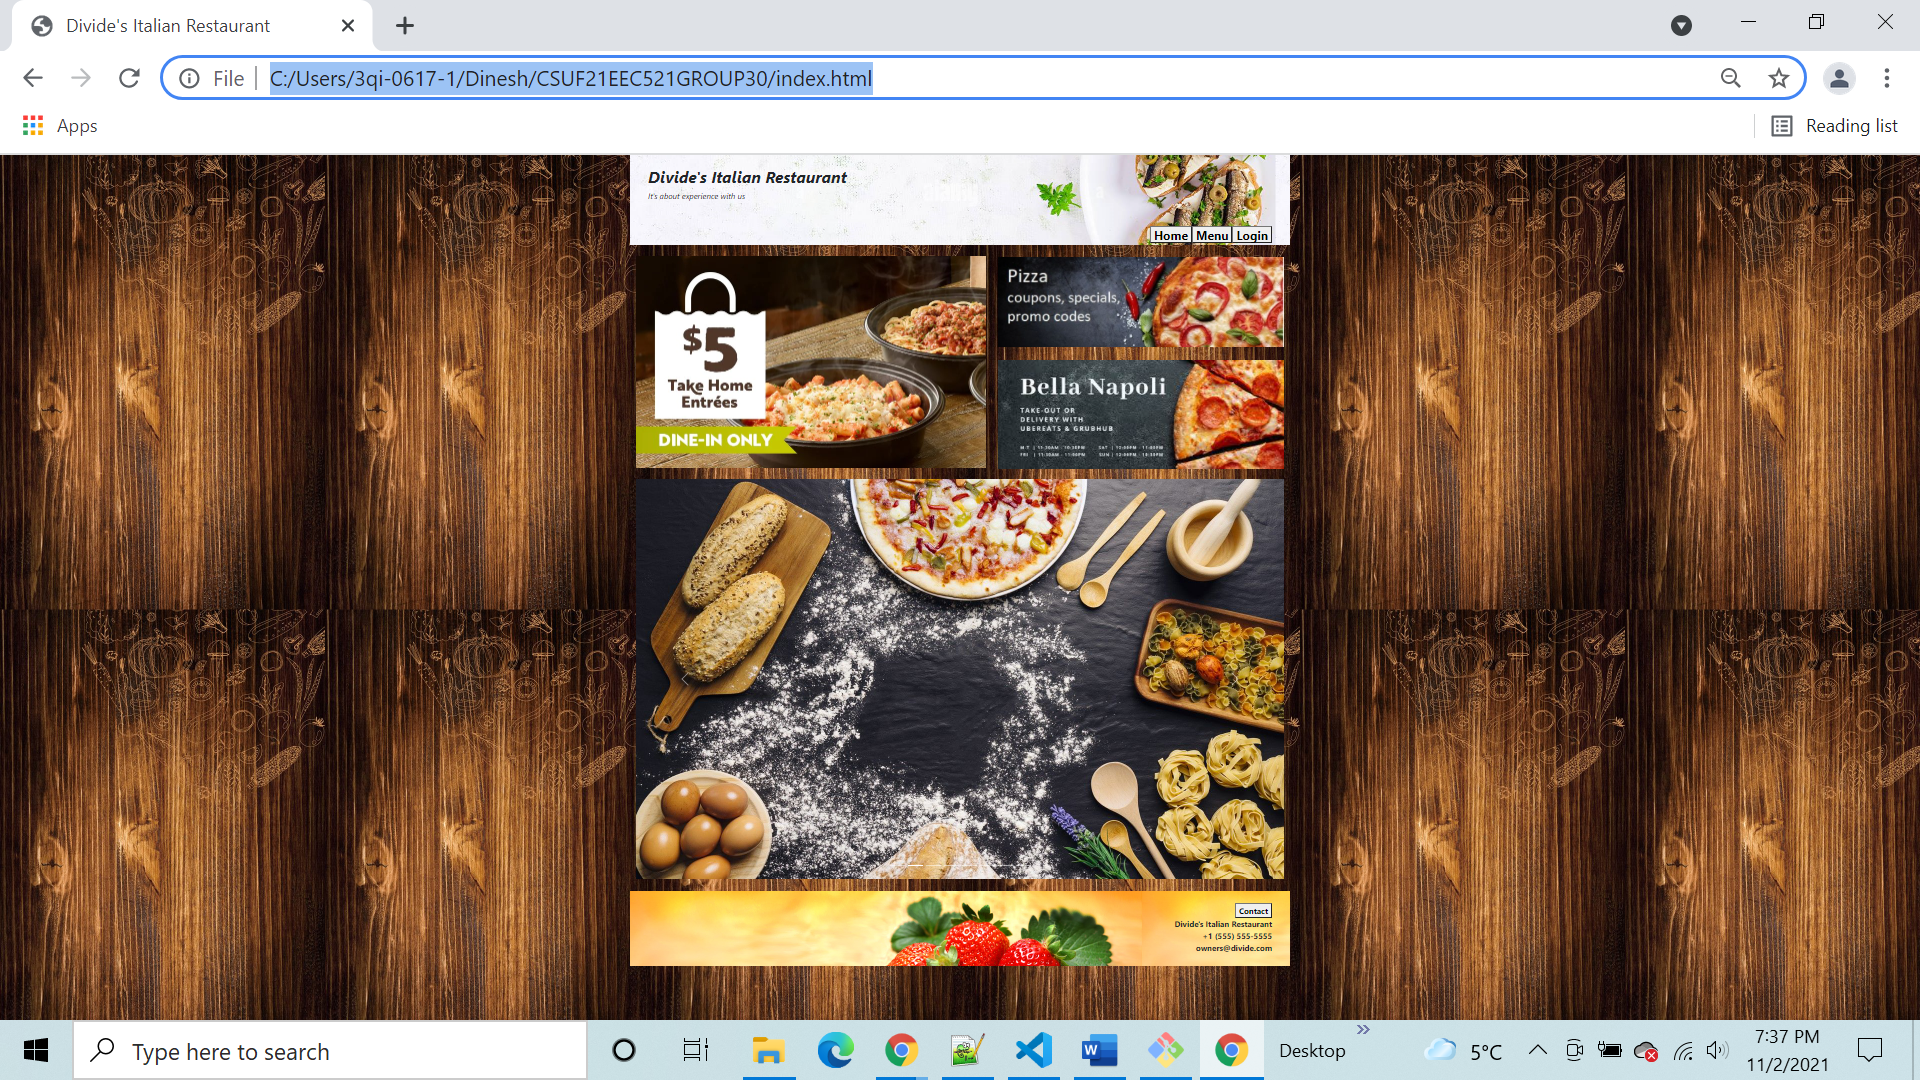 Divide's Italian Restaurant
File
C:/Users/3qi-0617-1/Dinesh/CSUF21EEC521GROUP30/index.html
Apps
Reading list
Divide's Italian Restaurant
It's about experience with us
Home Menu Login
$5
Take Home
Entrées
DINE-IN ONLY
Pizza
coupons, specials,
promo codes
Bella Napoli
TAKE-OUT OR
DELIVERY WITH
UBEREATS & GRUBHUB
Contact
Divide's Italian Restaurant
+1 (555) 555-5555
owners@divide.com
Type here to search
Desktop
5°C
7:37 PM
11/2/2021